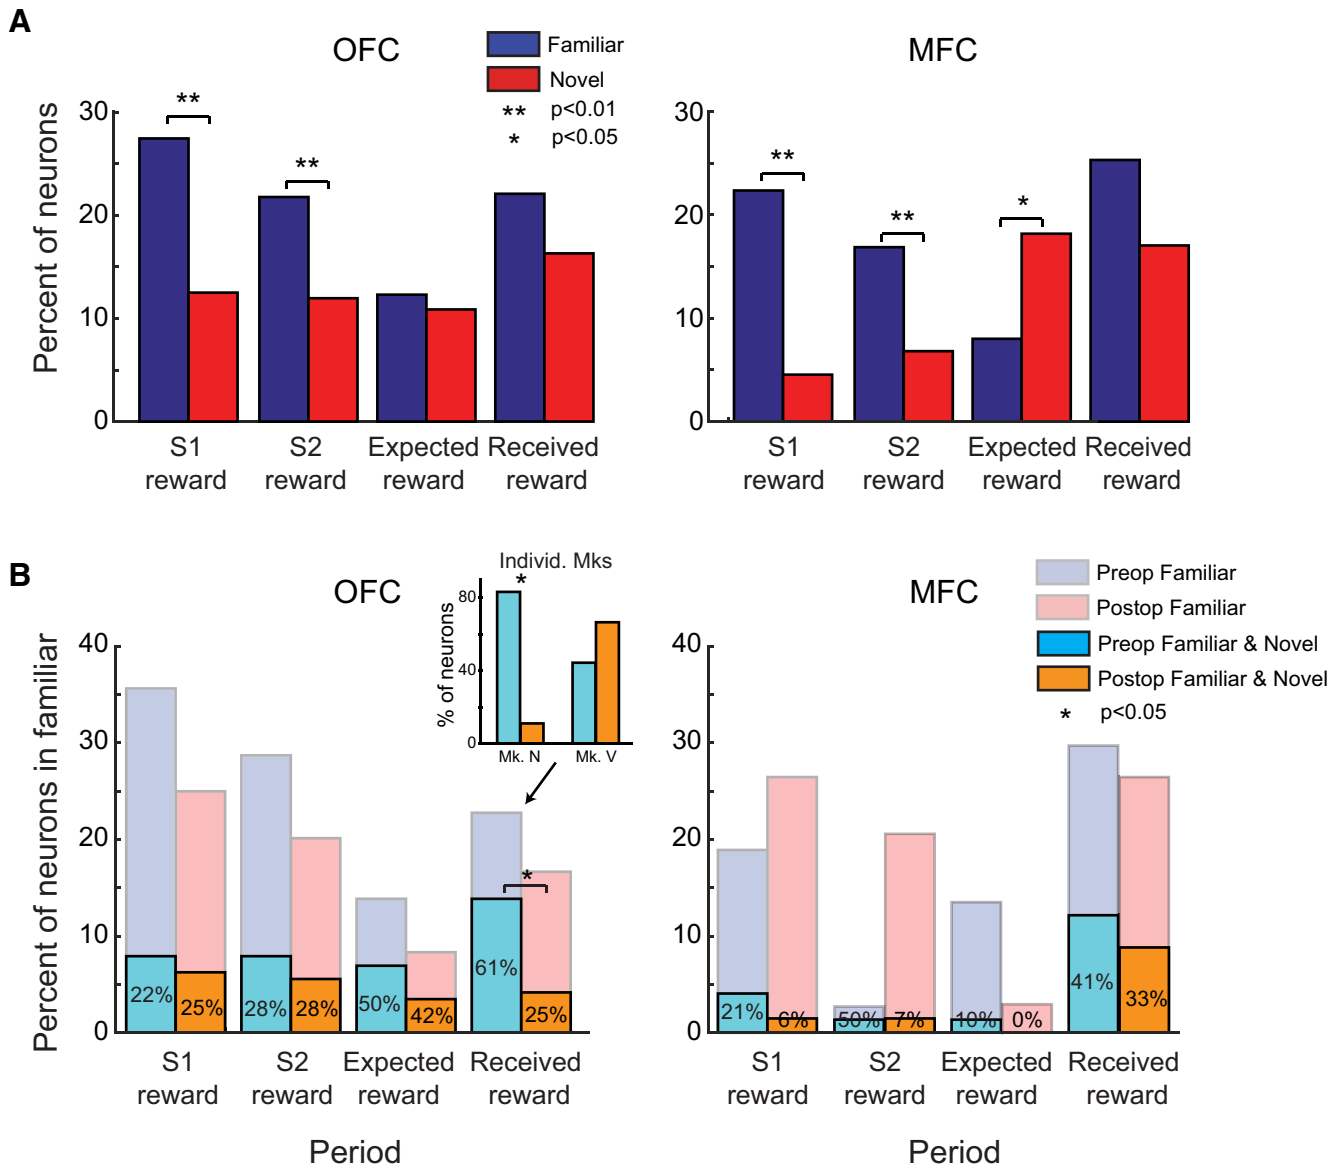 A
OFC
Familiar
Novel
** p<0.01
* p<0.05
MFC
Percent of neurons
30
20
10
0
**
**
S1 reward
S2 reward
Expected reward
Received reward
30
20
10
0
**
**
*
S1 reward
S2 reward
Expected reward
Received reward
B
OFC
Individ. Mks
% of neurons
80
40
0
*
Mk. N
Mk. V
MFC
Preop Familiar
Postop Familiar
Preop Familiar & Novel
Postop Familiar & Novel
* p<0.05
Percent of neurons in familiar
40
30
20
10
0
*
22%
25%
28%
28%
50%
42%
61%
25%
S1 reward
S2 reward
Expected reward
Received reward
Period
40
30
20
10
0
21%
6%
50%
7%
10%
0%
41%
33%
S1 reward
S2 reward
Expected reward
Received reward
Period